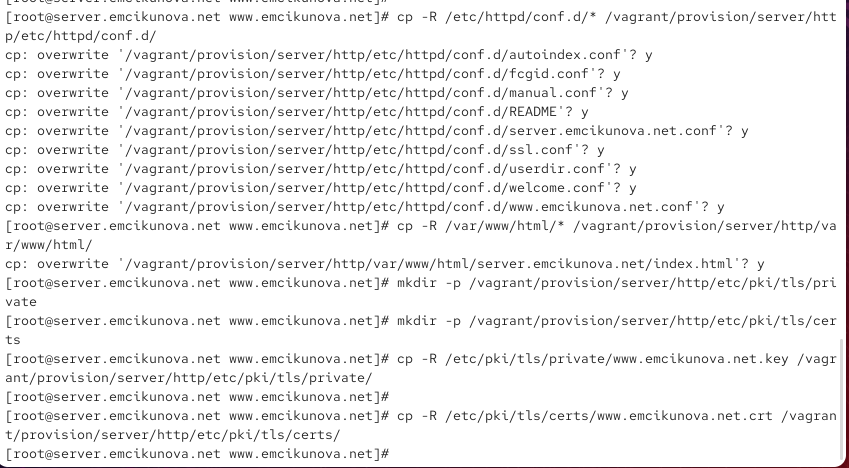 [root@server.emcikunova.net www.emcikunova.net]#
[root@server.emcikunova.net www.emcikunova.net]# cp -R /etc/httpd/conf.d/* /vagrant/provision/server/htt
p/etc/httpd/conf.d/
cp: overwrite '/vagrant/provision/server/http/etc/httpd/conf.d/autoindex.conf'? y
cp: overwrite '/vagrant/provision/server/http/etc/httpd/conf.d/fcgid.conf'? y
cp: overwrite '/vagrant/provision/server/http/etc/httpd/conf.d/manual.conf'? y
cp: overwrite '/vagrant/provision/server/http/etc/httpd/conf.d/README'? y
cp: overwrite '/vagrant/provision/server/http/etc/httpd/conf.d/server.emcikunova.net.conf'? y
cp: overwrite '/vagrant/provision/server/http/etc/httpd/conf.d/ssl.conf'? y
cp: overwrite '/vagrant/provision/server/http/etc/httpd/conf.d/userdir.conf'? y
cp: overwrite '/vagrant/provision/server/http/etc/httpd/conf.d/welcome.conf'? y
cp: overwrite '/vagrant/provision/server/http/etc/httpd/conf.d/www.emcikunova.net.conf'? y
[root@server.emcikunova.net www.emcikunova.net]# cp -R /var/www/html/* /vagrant/provision/server/http/va
r/www/html/
cp: overwrite '/vagrant/provision/server/http/var/www/html/server.emcikunova.net/index.html'? y
[root@server.emcikunova.net www.emcikunova.net]# mkdir -p /vagrant/provision/server/http/etc/pki/tls/pri
vate
[root@server.emcikunova.net www.emcikunova.net]# mkdir -p /vagrant/provision/server/http/etc/pki/tls/cer
ts
[root@server.emcikunova.net www.emcikunova.net]# cp -R /etc/pki/tls/private/www.emcikunova.net.key /vagr
ant/provision/server/http/etc/pki/tls/private/
[root@server.emcikunova.net www.emcikunova.net]#
[root@server.emcikunova.net www.emcikunova.net]# cp -R /etc/pki/tls/certs/www.emcikunova.net.crt /vagran
t/provision/server/http/etc/pki/tls/certs/
[root@server.emcikunova.net www.emcikunova.net]#